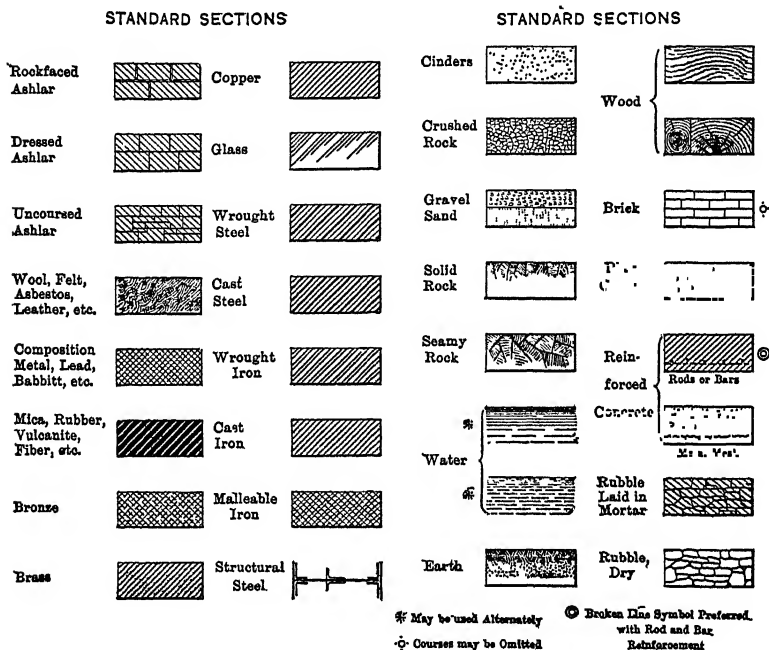 STANDARD SECTIONS
Rockfaced
Ashlar
Copper
Dressed
Ashlar
Glass
Uncoursed
Ashlar
Wrought
Steel
Wool, Felt,
Asbestos,
Leather, etc.
Cast
Steel
Composition
Metal, Lead,
Babbitt, etc.
Wrought
Iron
Mica, Rubber,
Vulcanite,
Fiber, etc.
Cast
Iron
Bronze
Malleable
Iron
Brass
Structural
Steel
STANDARD SECTIONS
Cinders
Wood
Crushed
Rock
Gravel
Sand
Brick
Solid
Rock
Seamy
Rock
Rein-
forced
Concrete
Rods or Bars
Water
Rubble
Laid in
Mortar
Earth
Rubble,
Dry
May be used Alternately
Courses may be Omitted
Broken Line Symbol Preferred
with Rod and Bar
Reinforcement